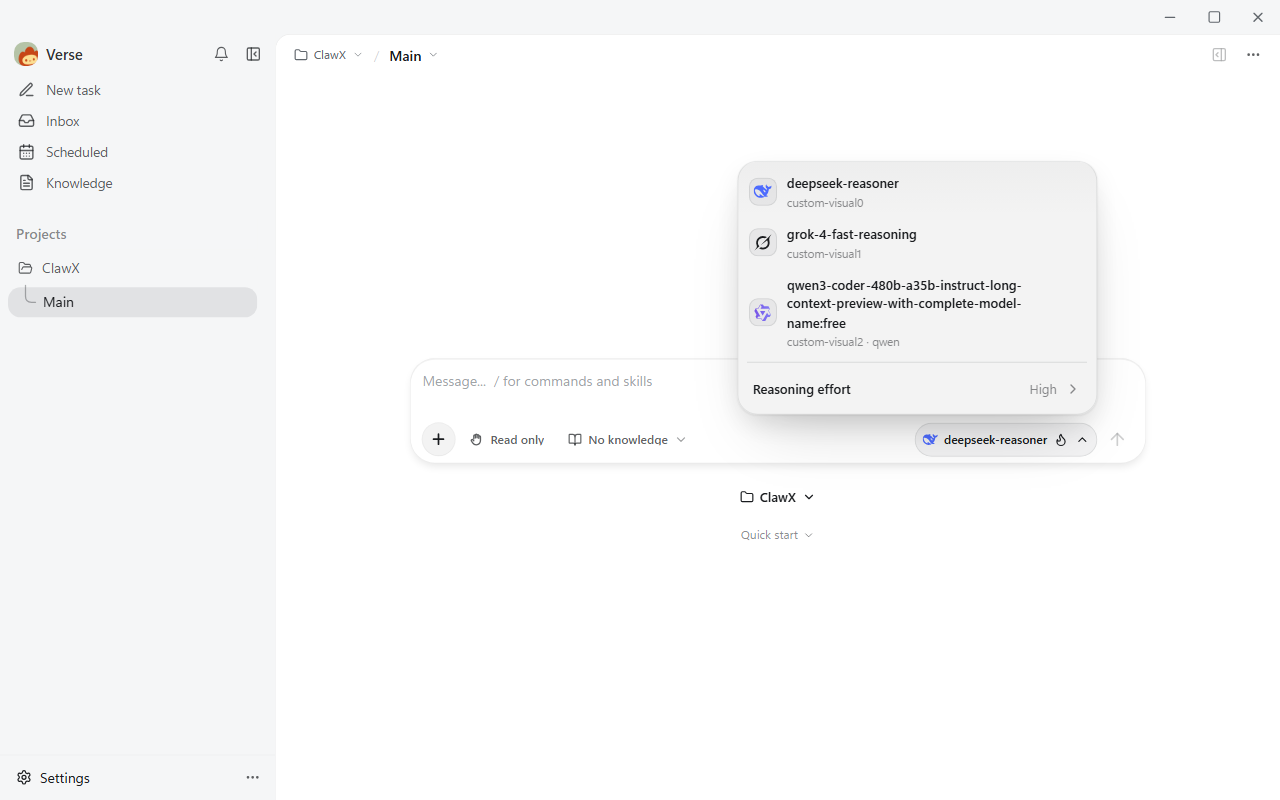 Verse
New task
Inbox
Scheduled
Knowledge
Projects
ClawX
Main
Settings
ClawX / Main
deepseek-reasoner
custom-visual0
grok-4-fast-reasoning
custom-visual1
qwen3-coder-480b-a35b-instruct-long-
context-preview-with-complete-model-
name:free
custom-visual2 · qwen
Reasoning effort High
Message... / for commands and skills
Read only No knowledge deepseek-reasoner
ClawX
Quick start